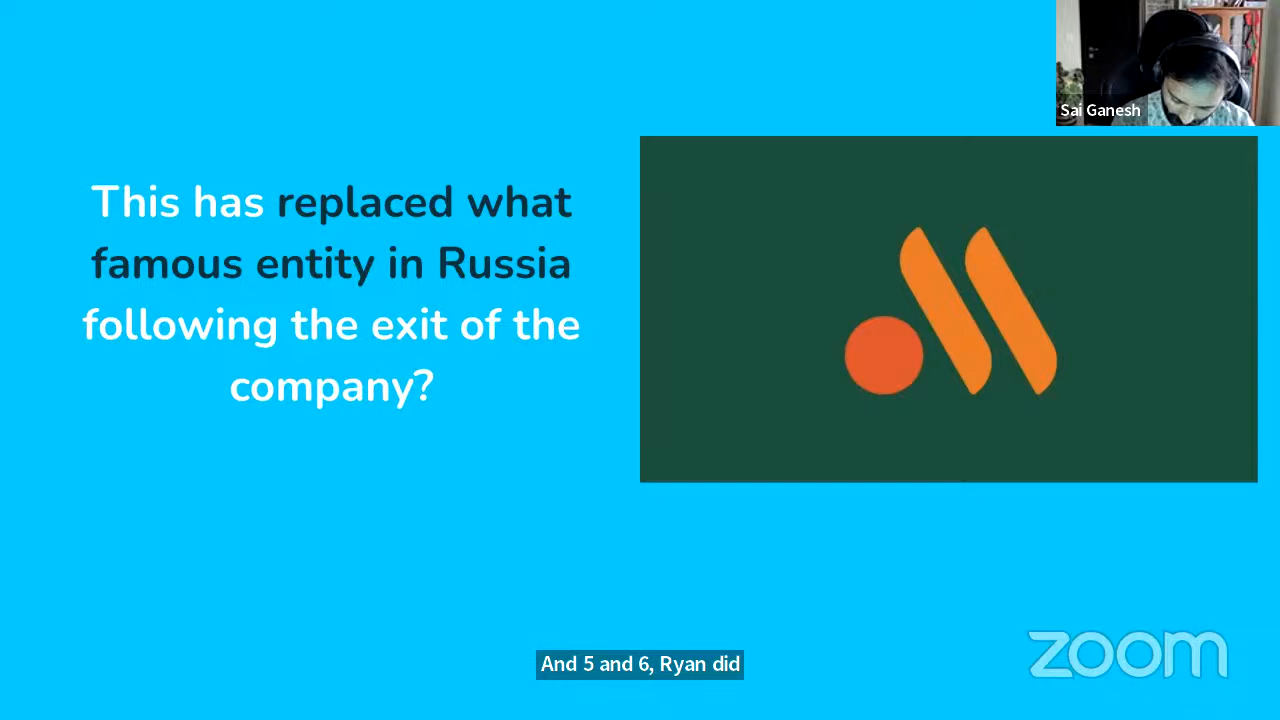 Sai Ganesh
This has replaced what
famous entity in Russia
following the exit of the
company?
And 5 and 6, Ryan did
zoom